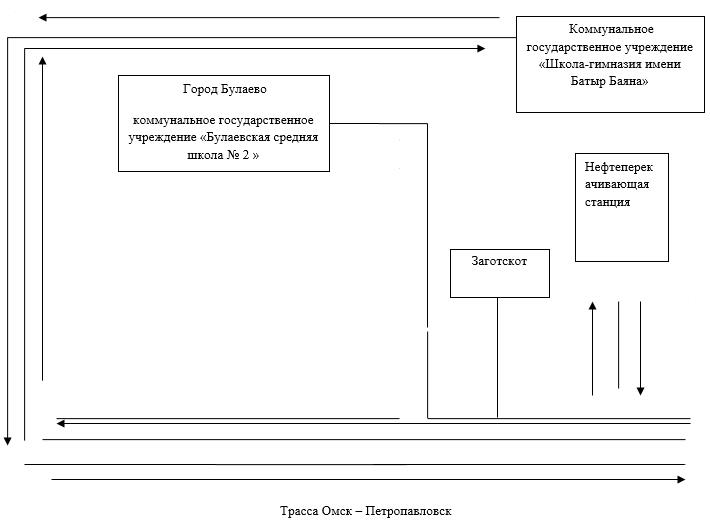 Коммунальное
государственное учреждение
«Школа-гимназия имени
Батыр Баяна»
Город Булаево
коммунальное государственное
учреждение «Булаевская средняя
школа № 2 »
Нефтеперек
ачивающая
станция
Заготскот
Трасса Омск – Петропавловск